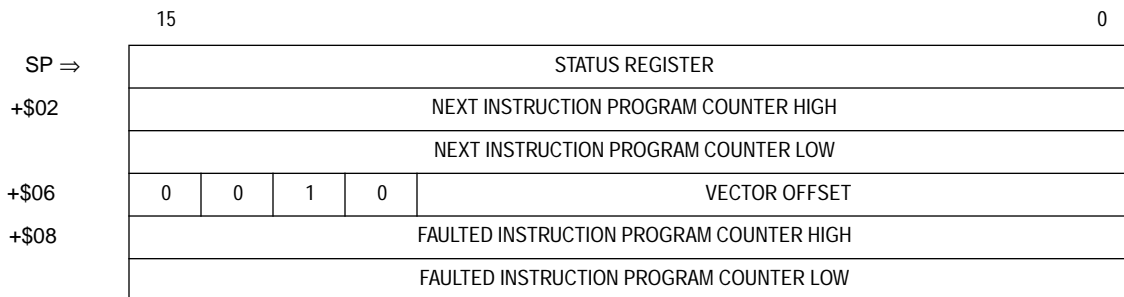 15 0
SP ⇒ STATUS REGISTER
+$02 NEXT INSTRUCTION PROGRAM COUNTER HIGH
NEXT INSTRUCTION PROGRAM COUNTER LOW
+$06 0 0 1 0 VECTOR OFFSET
+$08 FAULTED INSTRUCTION PROGRAM COUNTER HIGH
FAULTED INSTRUCTION PROGRAM COUNTER LOW